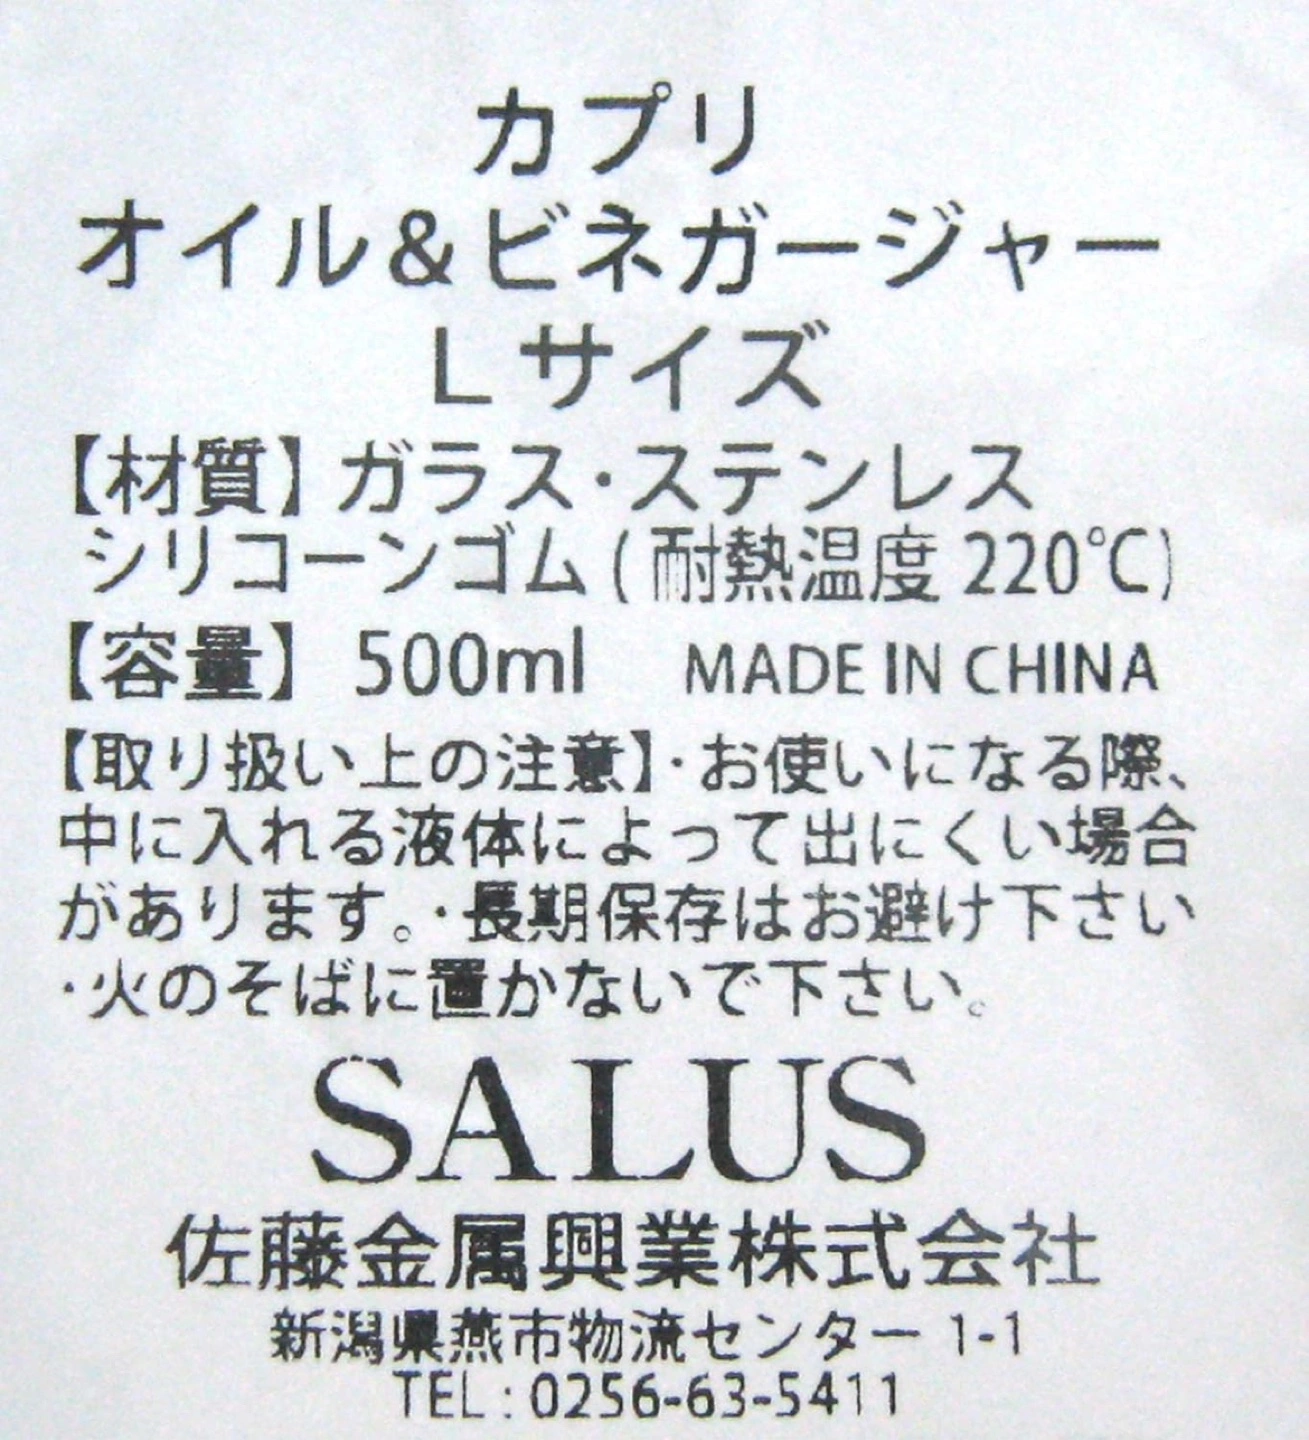 カプリ
オイル＆ビネガージャー
Lサイズ
【材質】ガラス・ステンレス
シリコーンゴム(耐熱温度220℃)
【容量】500ml MADE IN CHINA
【取り扱い上の注意】・お使いになる際、
中に入れる液体によって出にくい場合
があります。・長期保存はお避け下さい
・火のそばに置かないで下さい。
SALUS
佐藤金属興業株式会社
新潟県燕市物流センター1-1
TEL:0256-63-5411